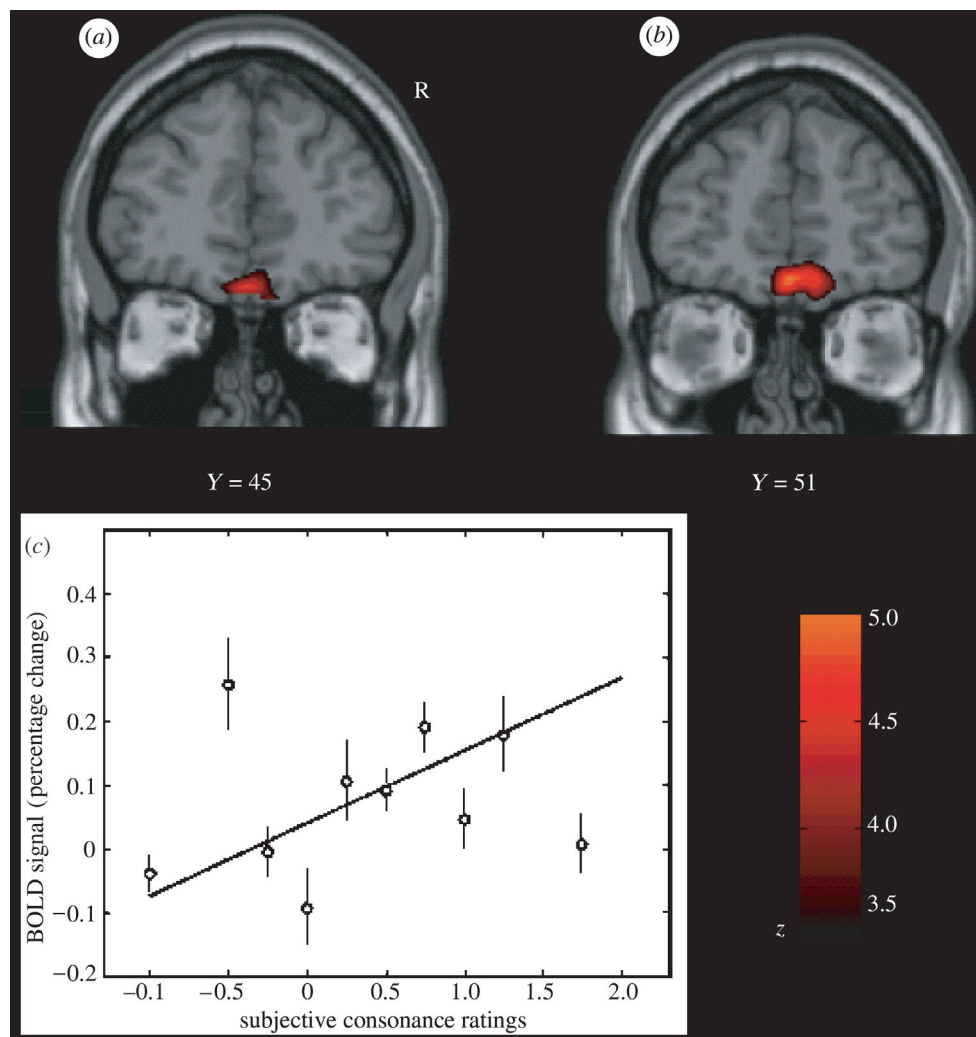 (a)
(b)
R
Y = 45
Y = 51
(c)
BOLD signal (percentage change)
0.4
0.3
0.2
0.1
0
−0.1
−0.2
−0.1 −0.5 0 0.5 1.0 1.5 2.0
subjective consonance ratings
5.0
4.5
4.0
3.5
z